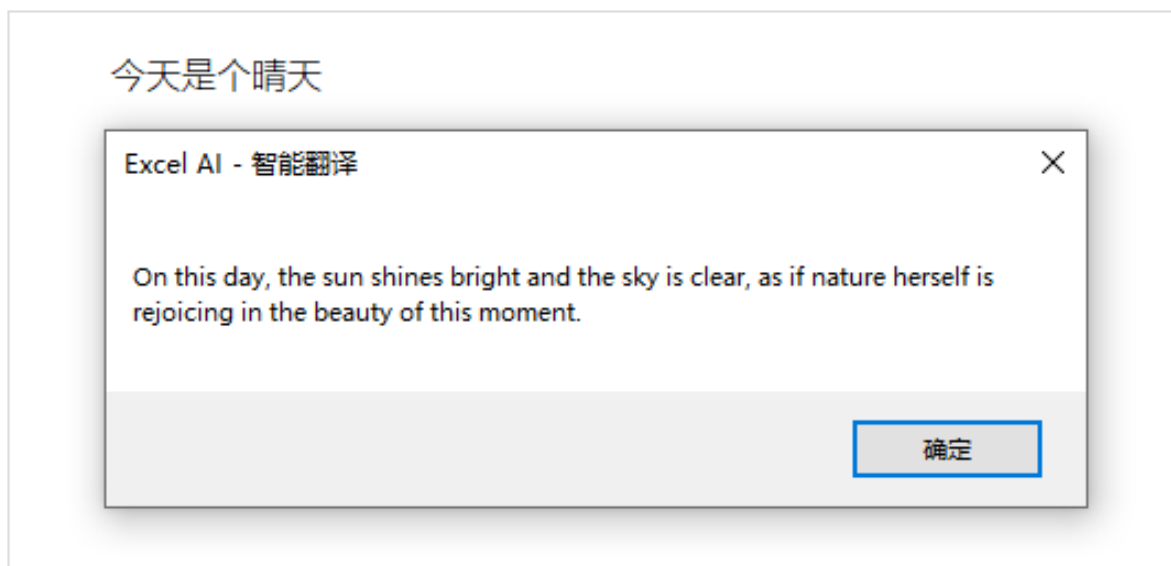 今天是个晴天
Excel AI - 智能翻译
On this day, the sun shines bright and the sky is clear, as if nature herself is
rejoicing in the beauty of this moment.
确定